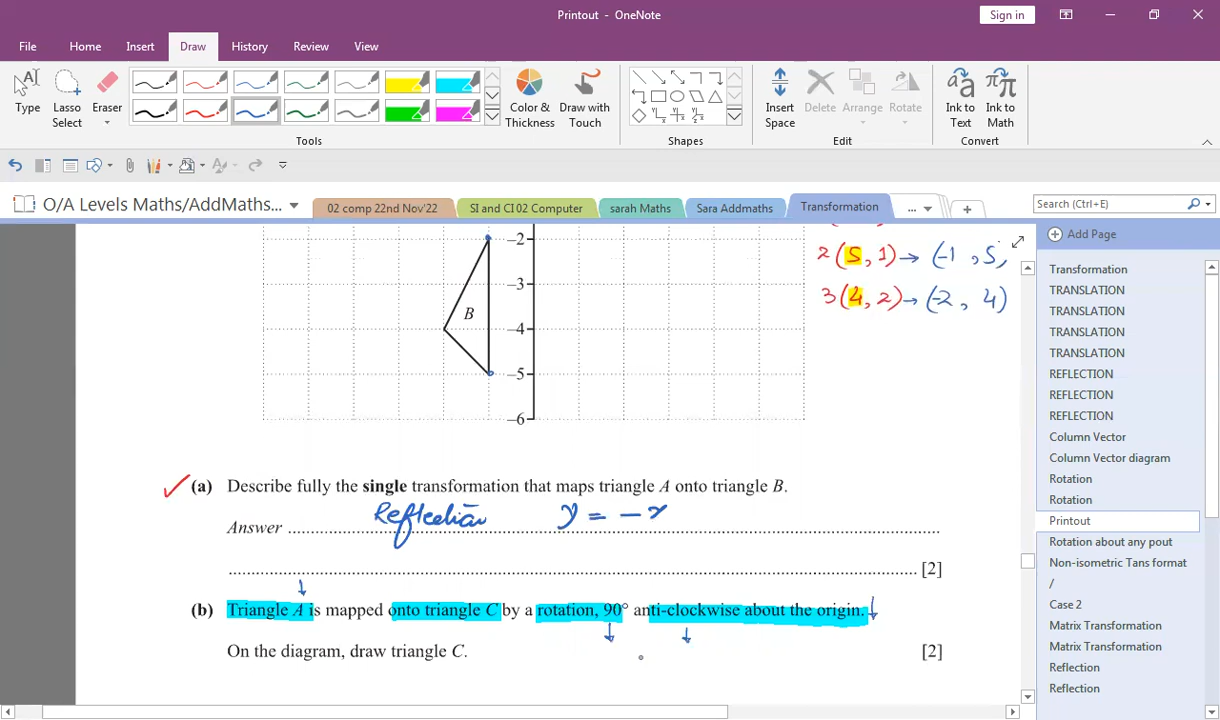 Printout - OneNote
Sign in
File Home Insert Draw History Review View
Type
Lasso Select
Eraser
Color & Thickness
Draw with Touch
Insert Space
Delete
Arrange
Rotate
Ink to Text
Ink to Math
Tools
Shapes
Edit
Convert
O/A Levels Maths/AddMaths...
02 comp 22nd Nov'22
SI and CI 02 Computer
sarah Maths
Sara Addmaths
Transformation
...
Search (Ctrl+E)
Add Page
Transformation
TRANSLATION
TRANSLATION
TRANSLATION
TRANSLATION
REFLECTION
REFLECTION
REFLECTION
Column Vector
Column Vector diagram
Rotation
Rotation
Printout
Rotation about any pout
Non-isometric Tans format
/
Case 2
Matrix Transformation
Matrix Transformation
Reflection
Reflection
–2
–3
–4
–5
–6
B
2 (5, 1) → (-1, 5,
3 (4, 2) → (-2, 4)
(a) Describe fully the single transformation that maps triangle A onto triangle B.
Answer Reflection y = -x
[2]
(b) Triangle A is mapped onto triangle C by a rotation, 90° anti-clockwise about the origin.
On the diagram, draw triangle C. [2]